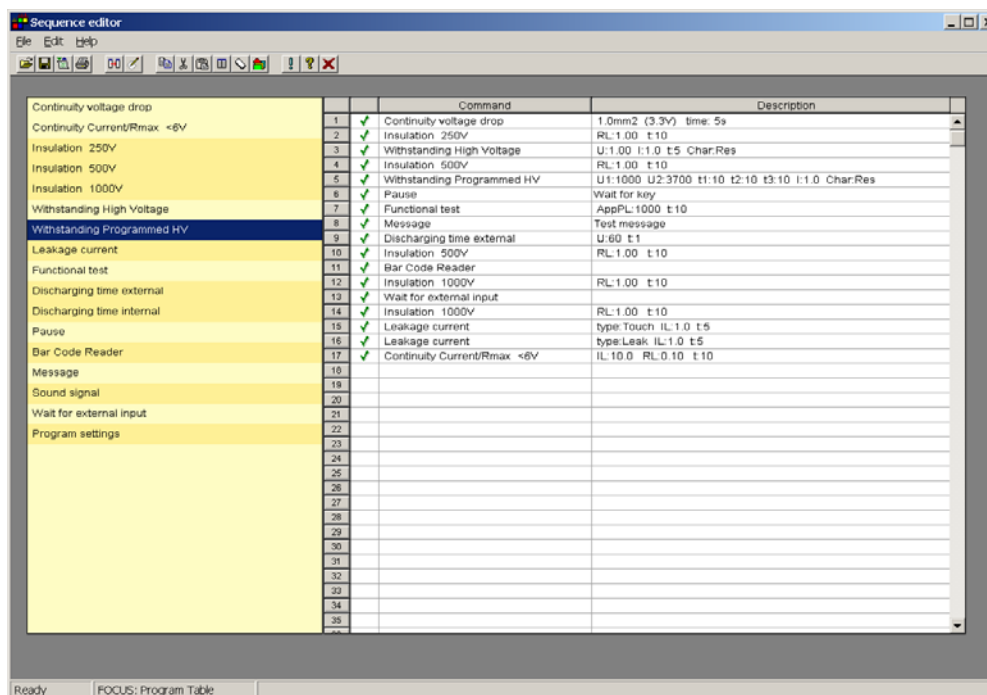 Sequence editor
File Edit Help
Continuity voltage drop
Continuity Current/Rmax <6V
Insulation 250V
Insulation 500V
Insulation 1000V
Withstanding High Voltage
Withstanding Programmed HV
Leakage current
Functional test
Discharging time external
Discharging time internal
Pause
Bar Code Reader
Message
Sound signal
Wait for external input
Program settings
Command Description
1 Continuity voltage drop 1.0mm2 (3.3V) time: 5s
2 Insulation 250V RL:1.00 t:10
3 Withstanding High Voltage U:1.00 I:1.0 t:5 Char:Res
4 Insulation 500V RL:1.00 t:10
5 Withstanding Programmed HV U1:1000 U2:3700 t1:10 t2:10 t3:10 I:1.0 Char:Res
6 Pause Wait for key
7 Functional test AppPL:1000 t:10
8 Message Test message
9 Discharging time external U:60 t:1
10 Insulation 500V RL:1.00 t:10
11 Bar Code Reader
12 Insulation 1000V RL:1.00 t:10
13 Wait for external input
14 Insulation 1000V RL:1.00 t:10
15 Leakage current type:Touch IL:1.0 t:5
16 Leakage current type:Leak IL:1.0 t:5
17 Continuity Current/Rmax <6V IL:10.0 RL:0.10 t:10
18
19
20
21
22
23
24
25
26
27
28
29
30
31
32
33
34
35
Ready FOCUS: Program Table